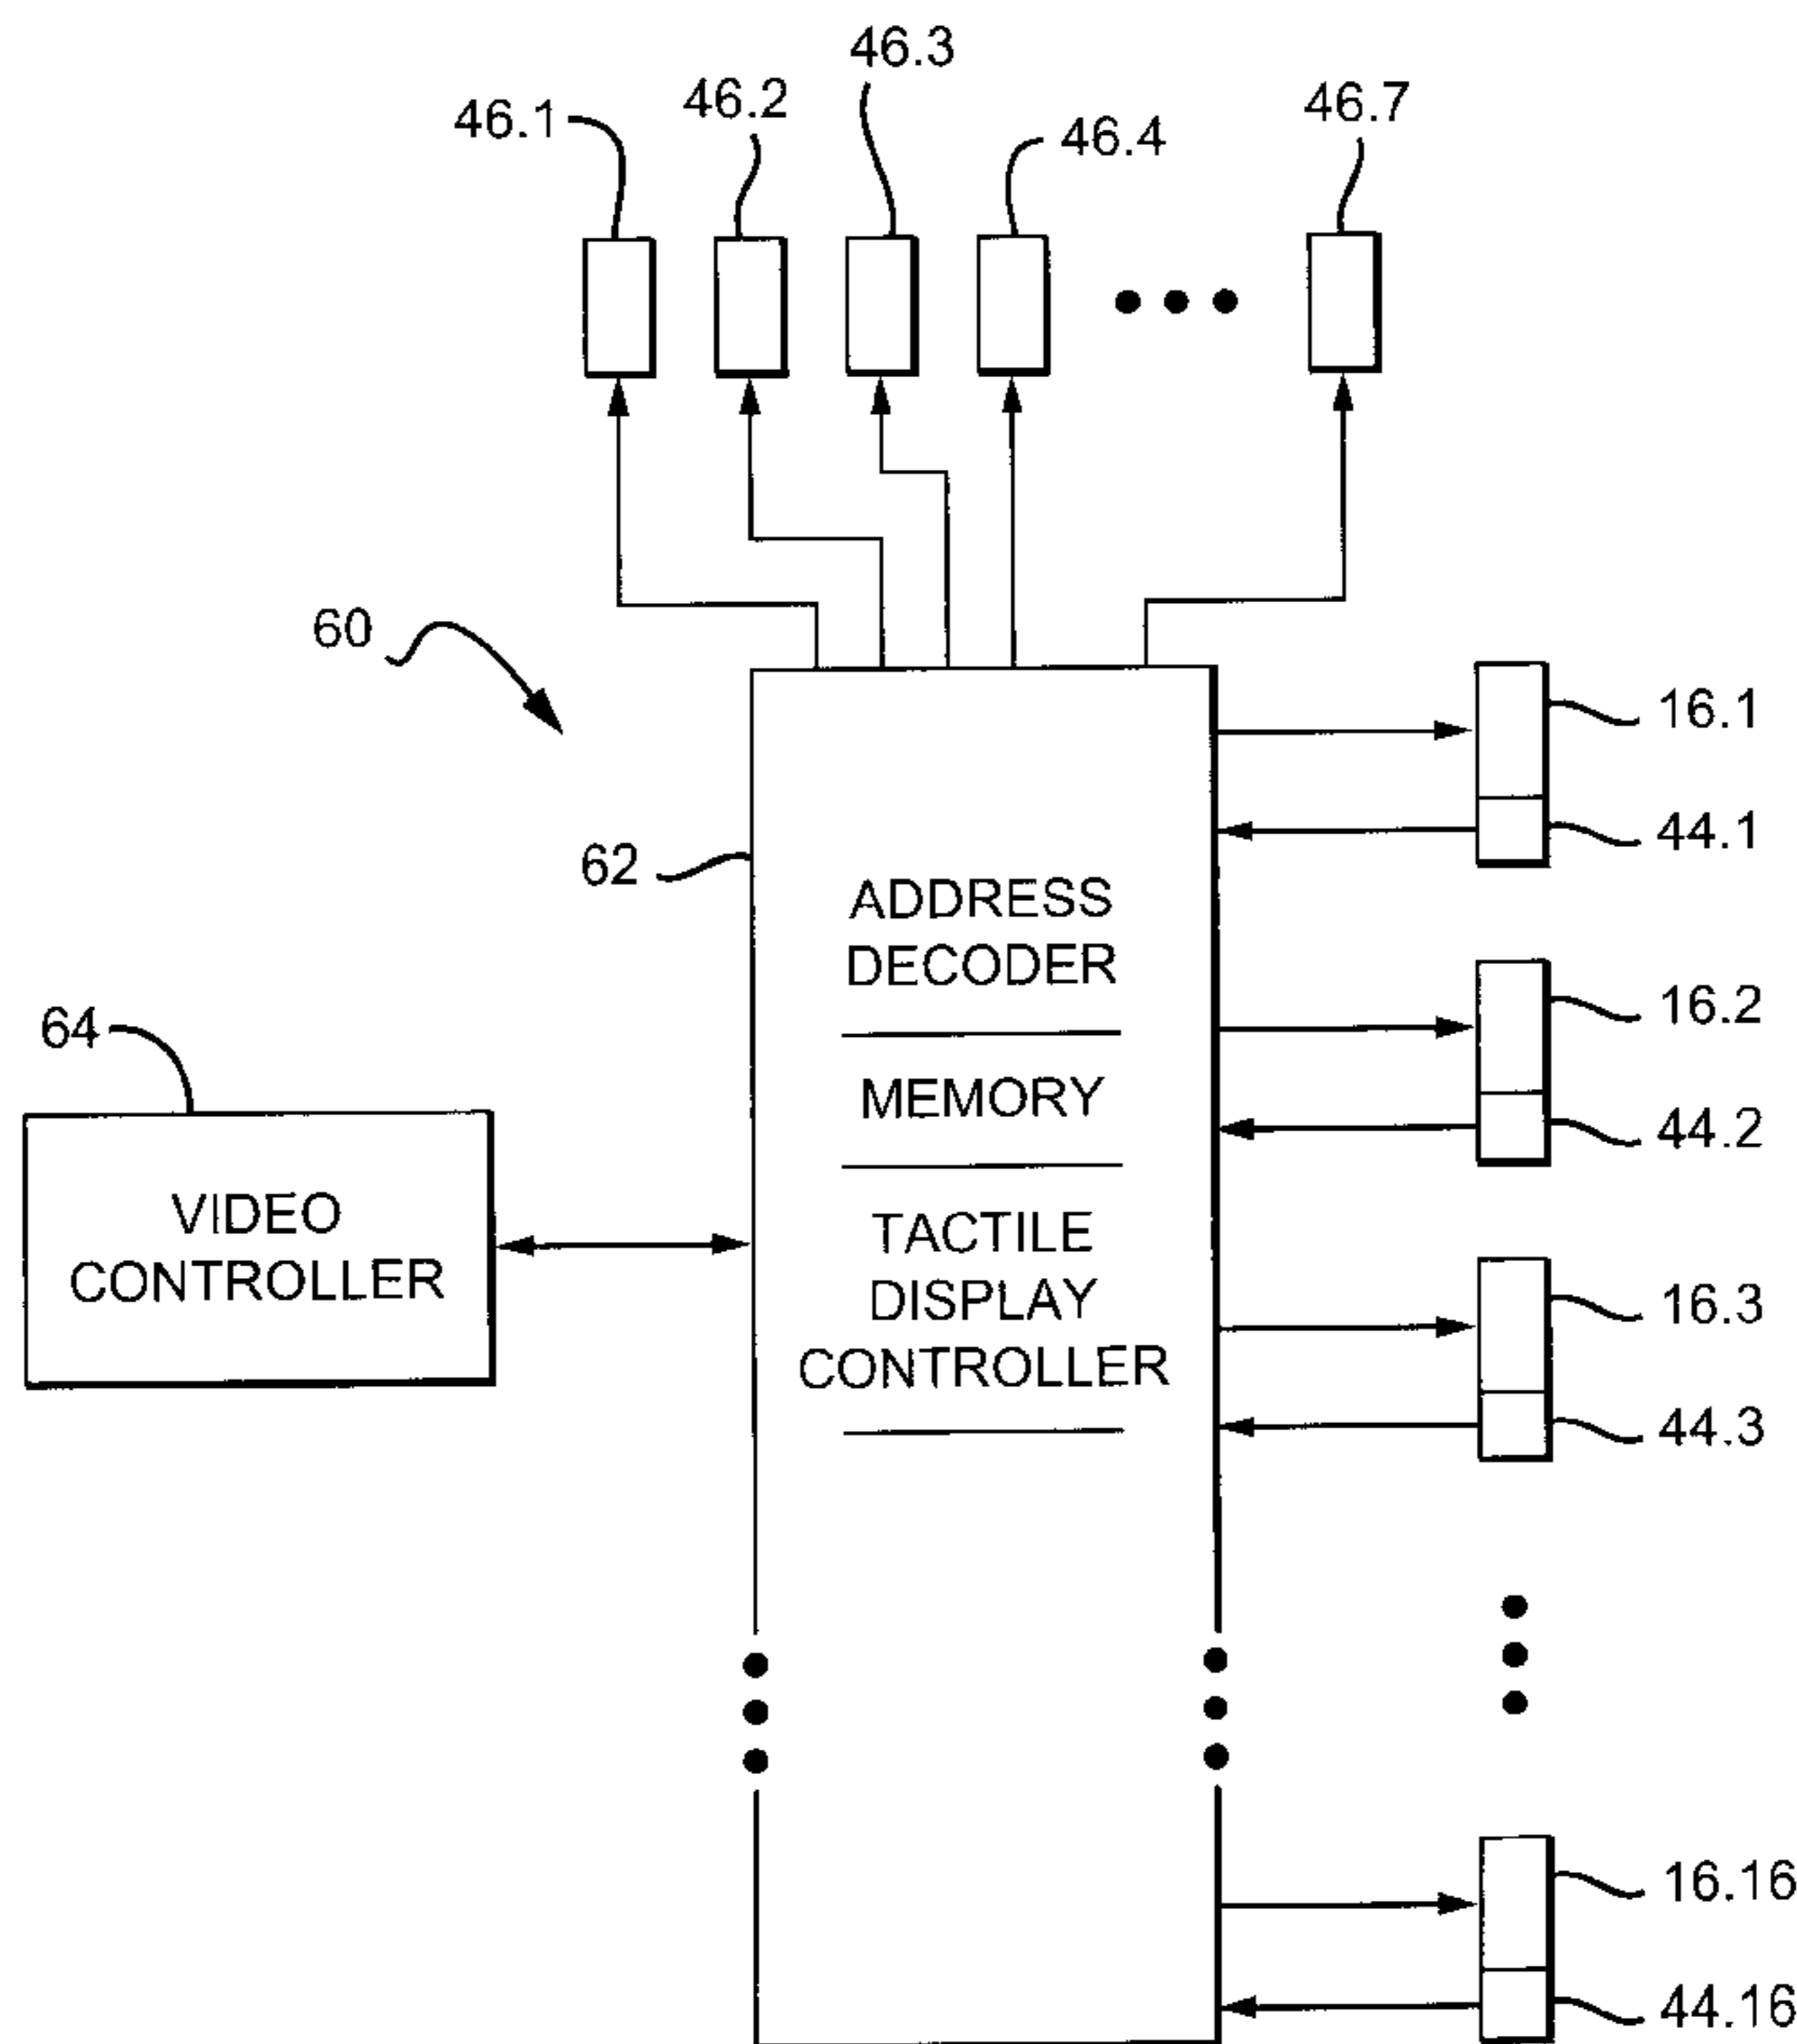 46.3
46.2
46.7
46.1
46.4
60
16.1
44.1
62
ADDRESS
DECODER
16.2
64
MEMORY
44.2
VIDEO
CONTROLLER
TACTILE
DISPLAY
CONTROLLER
16.3
44.3
16.16
44.16